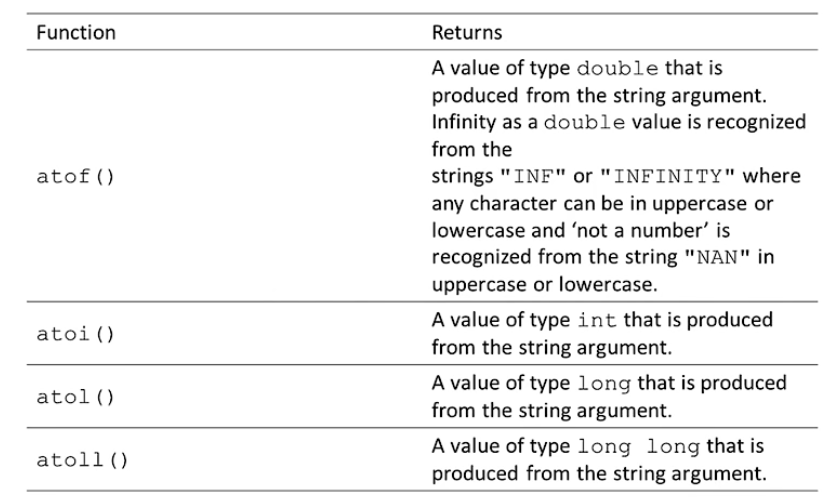 Function Returns
A value of type double that is
produced from the string argument.
Infinity as a double value is recognized
from the
atof() strings "INF" or "INFINITY" where
any character can be in uppercase or
lowercase and ‘not a number’ is
recognized from the string "NAN" in
uppercase or lowercase.
atoi() A value of type int that is produced
from the string argument.
atol() A value of type long that is produced
from the string argument.
atoll() A value of type long long that is
produced from the string argument.